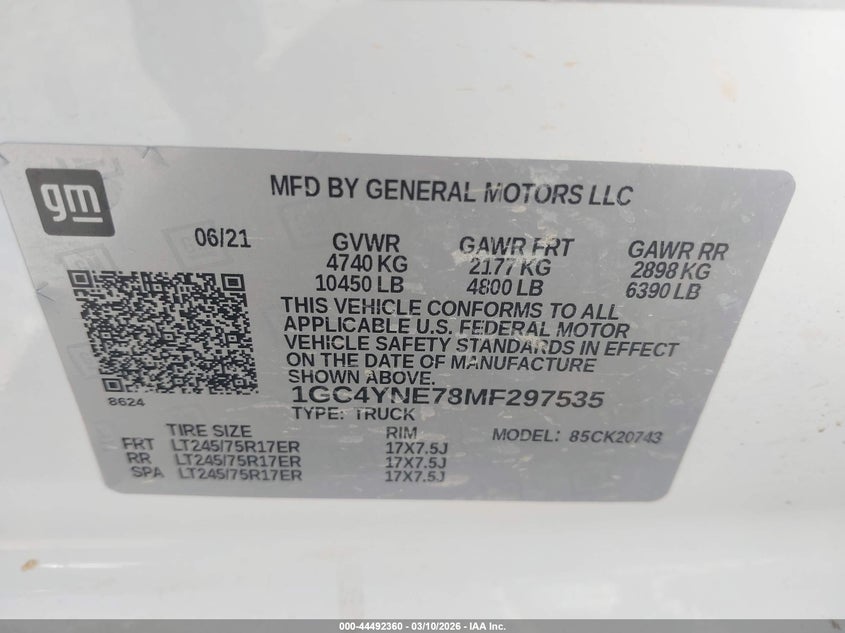 gm
MFD BY GENERAL MOTORS LLC
06/21 GVWR GAWR FRT GAWR RR
4740 KG 2177 KG 2898 KG
10450 LB 4800 LB 6390 LB
THIS VEHICLE CONFORMS TO ALL
APPLICABLE U.S. FEDERAL MOTOR
VEHICLE SAFETY STANDARDS IN EFFECT
ON THE DATE OF MANUFACTURE
SHOWN ABOVE.
8624
1GC4YNE78MF297535
TYPE: TRUCK
TIRE SIZE RIM MODEL: 85CK20743
FRT LT245/75R17ER 17X7.5J
RR LT245/75R17ER 17X7.5J
SPA LT245/75R17ER 17X7.5J
000-44492360 - 03/10/2026 - IAA Inc.